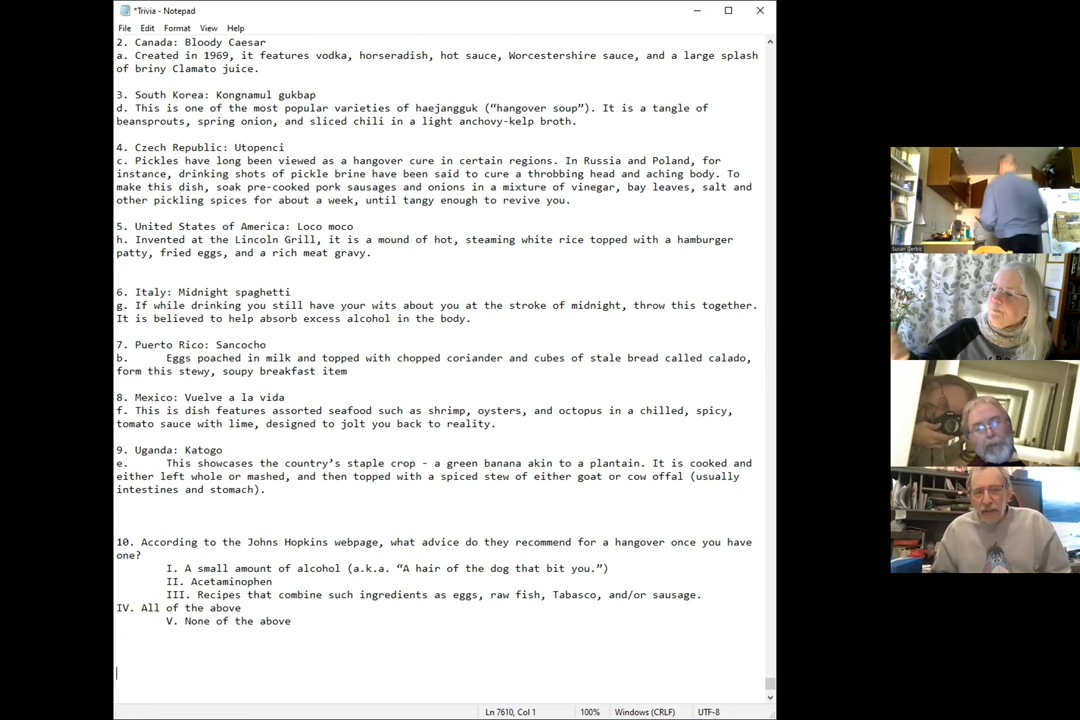 *Trivia - Notepad
File Edit Format View Help
2. Canada: Bloody Caesar
a. Created in 1969, it features vodka, horseradish, hot sauce, Worcestershire sauce, and a large splash
of briny Clamato juice.
3. South Korea: Kongnamul gukbap
d. This is one of the most popular varieties of haejangguk (“hangover soup”). It is a tangle of
beansprouts, spring onion, and sliced chili in a light anchovy-kelp broth.
4. Czech Republic: Utopenci
c. Pickles have long been viewed as a hangover cure in certain regions. In Russia and Poland, for
instance, drinking shots of pickle brine have been said to cure a throbbing head and aching body. To
make this dish, soak pre-cooked pork sausages and onions in a mixture of vinegar, bay leaves, salt and
other pickling spices for about a week, until tangy enough to revive you.
5. United States of America: Loco moco
h. Invented at the Lincoln Grill, it is a mound of hot, steaming white rice topped with a hamburger
patty, fried eggs, and a rich meat gravy.
6. Italy: Midnight spaghetti
g. If while drinking you still have your wits about you at the stroke of midnight, throw this together.
It is believed to help absorb excess alcohol in the body.
7. Puerto Rico: Sancocho
b. Eggs poached in milk and topped with chopped coriander and cubes of stale bread called calado,
form this stewy, soupy breakfast item
8. Mexico: Vuelve a la vida
f. This is dish features assorted seafood such as shrimp, oysters, and octopus in a chilled, spicy,
tomato sauce with lime, designed to jolt you back to reality.
9. Uganda: Katogo
e. This showcases the country’s staple crop - a green banana akin to a plantain. It is cooked and
either left whole or mashed, and then topped with a spiced stew of either goat or cow offal (usually
intestines and stomach).
10. According to the Johns Hopkins webpage, what advice do they recommend for a hangover once you have
one?
I. A small amount of alcohol (a.k.a. “A hair of the dog that bit you.”)
II. Acetaminophen
III. Recipes that combine such ingredients as eggs, raw fish, Tabasco, and/or sausage.
IV. All of the above
V. None of the above
Ln 7610, Col 1 100% Windows (CRLF) UTF-8
Susan Gerbic